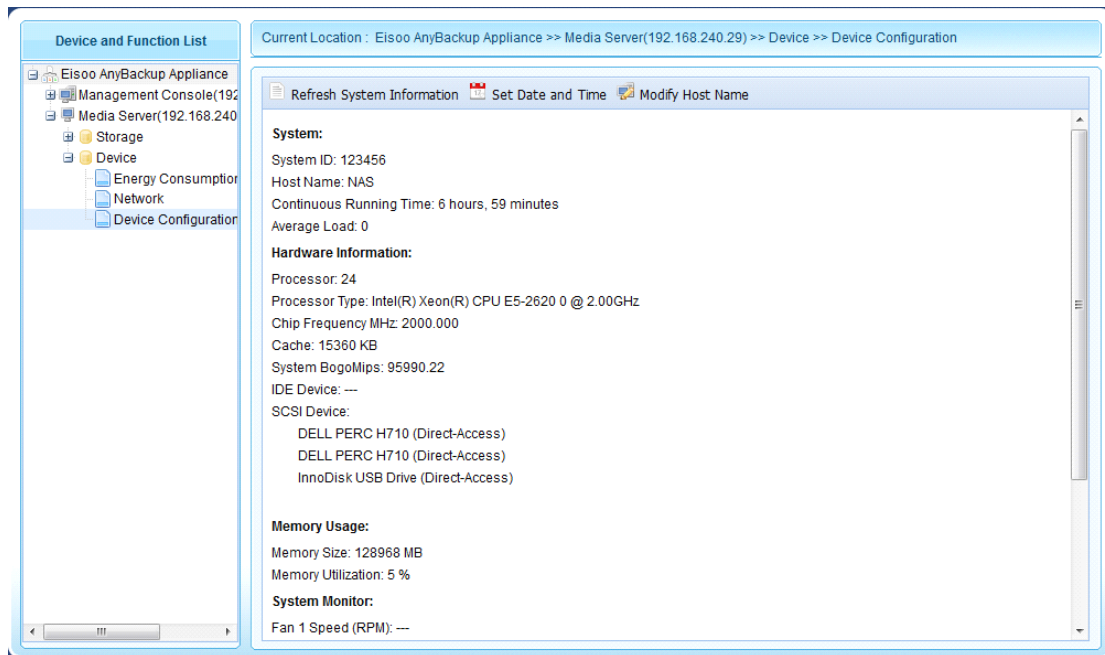 Device and Function List
Current Location : Eisoo AnyBackup Appliance >> Media Server(192.168.240.29) >> Device >> Device Configuration
Eisoo AnyBackup Appliance
Management Console(192
Media Server(192.168.240
Storage
Device
Energy Consumption
Network
Device Configuration
Refresh System Information Set Date and Time Modify Host Name
System:
System ID: 123456
Host Name: NAS
Continuous Running Time: 6 hours, 59 minutes
Average Load: 0
Hardware Information:
Processor: 24
Processor Type: Intel(R) Xeon(R) CPU E5-2620 0 @ 2.00GHz
Chip Frequency MHz: 2000.000
Cache: 15360 KB
System BogoMips: 95990.22
IDE Device: ---
SCSI Device:
DELL PERC H710 (Direct-Access)
DELL PERC H710 (Direct-Access)
InnoDisk USB Drive (Direct-Access)
Memory Usage:
Memory Size: 128968 MB
Memory Utilization: 5 %
System Monitor:
Fan 1 Speed (RPM): ---